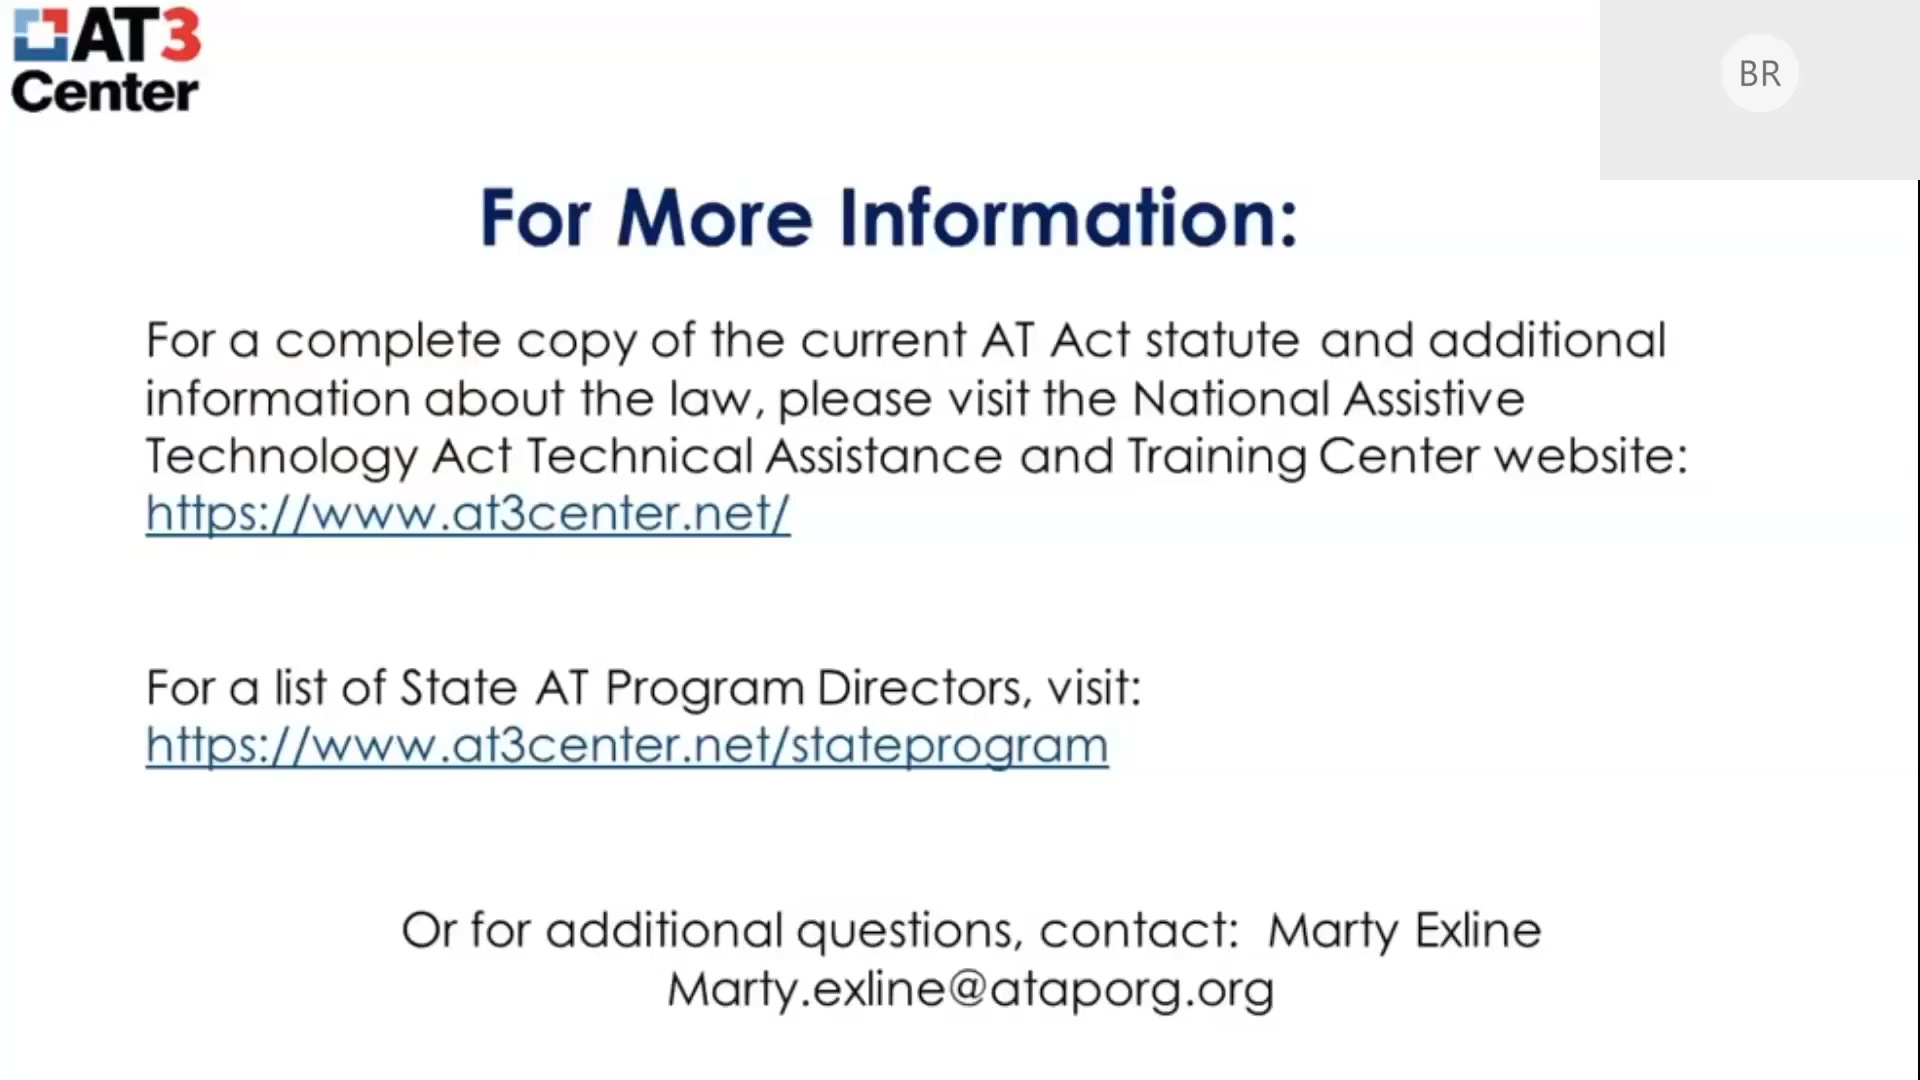 AT3
Center
BR
For More Information:
For a complete copy of the current AT Act statute and additional
information about the law, please visit the National Assistive
Technology Act Technical Assistance and Training Center website:
https://www.at3center.net/
For a list of State AT Program Directors, visit:
https://www.at3center.net/stateprogram
Or for additional questions, contact:  Marty Exline
Marty.exline@ataporg.org